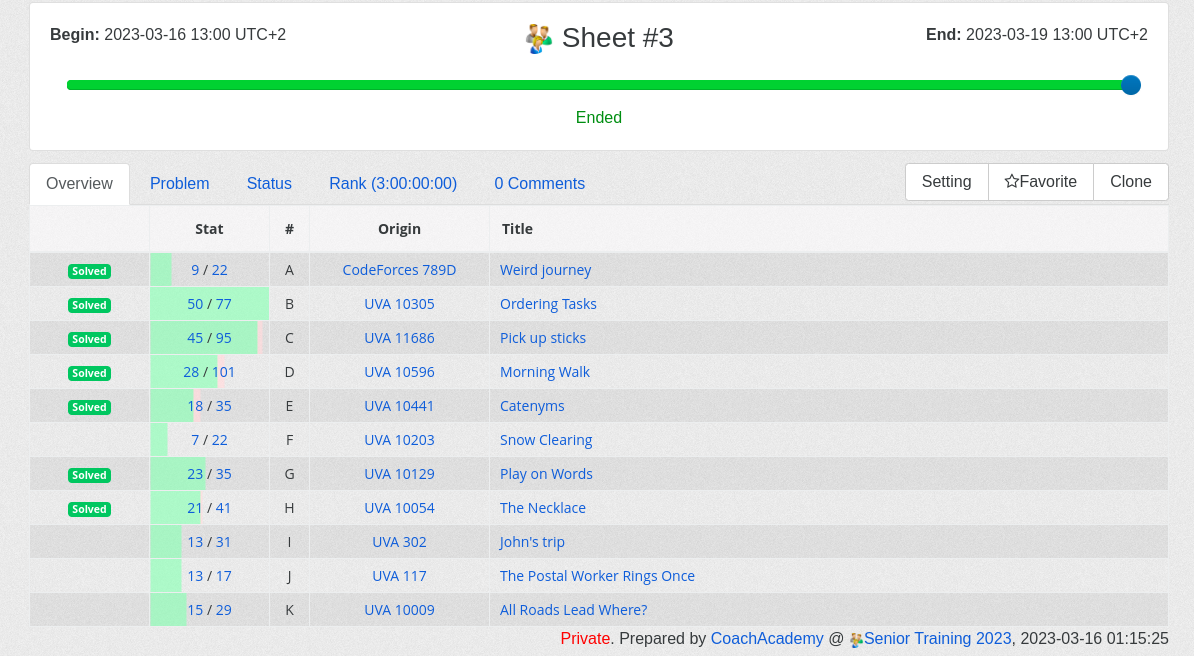 Begin: 2023-03-16 13:00 UTC+2 Sheet #3 End: 2023-03-19 13:00 UTC+2
Ended
Overview Problem Status Rank (3:00:00:00) 0 Comments Setting ☆Favorite Clone
Stat # Origin Title
Solved 9 / 22 A CodeForces 789D Weird journey
Solved 50 / 77 B UVA 10305 Ordering Tasks
Solved 45 / 95 C UVA 11686 Pick up sticks
Solved 28 / 101 D UVA 10596 Morning Walk
Solved 18 / 35 E UVA 10441 Catenyms
7 / 22 F UVA 10203 Snow Clearing
Solved 23 / 35 G UVA 10129 Play on Words
Solved 21 / 41 H UVA 10054 The Necklace
13 / 31 I UVA 302 John's trip
13 / 17 J UVA 117 The Postal Worker Rings Once
15 / 29 K UVA 10009 All Roads Lead Where?
Private. Prepared by CoachAcademy @ Senior Training 2023, 2023-03-16 01:15:25